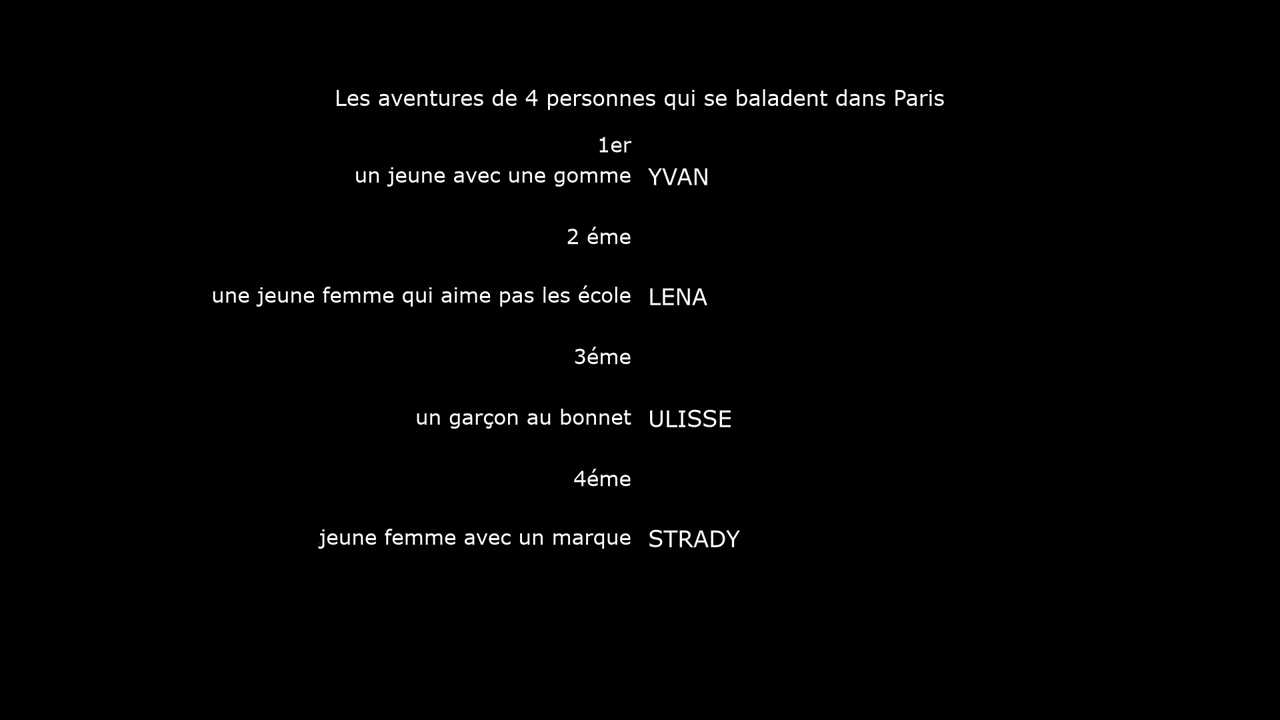 Les aventures de 4 personnes qui se baladent dans Paris
1er
un jeune avec une gomme YVAN
2 éme
une jeune femme qui aime pas les école LENA
3éme
un garçon au bonnet ULISSE
4éme
jeune femme avec un marque STRADY